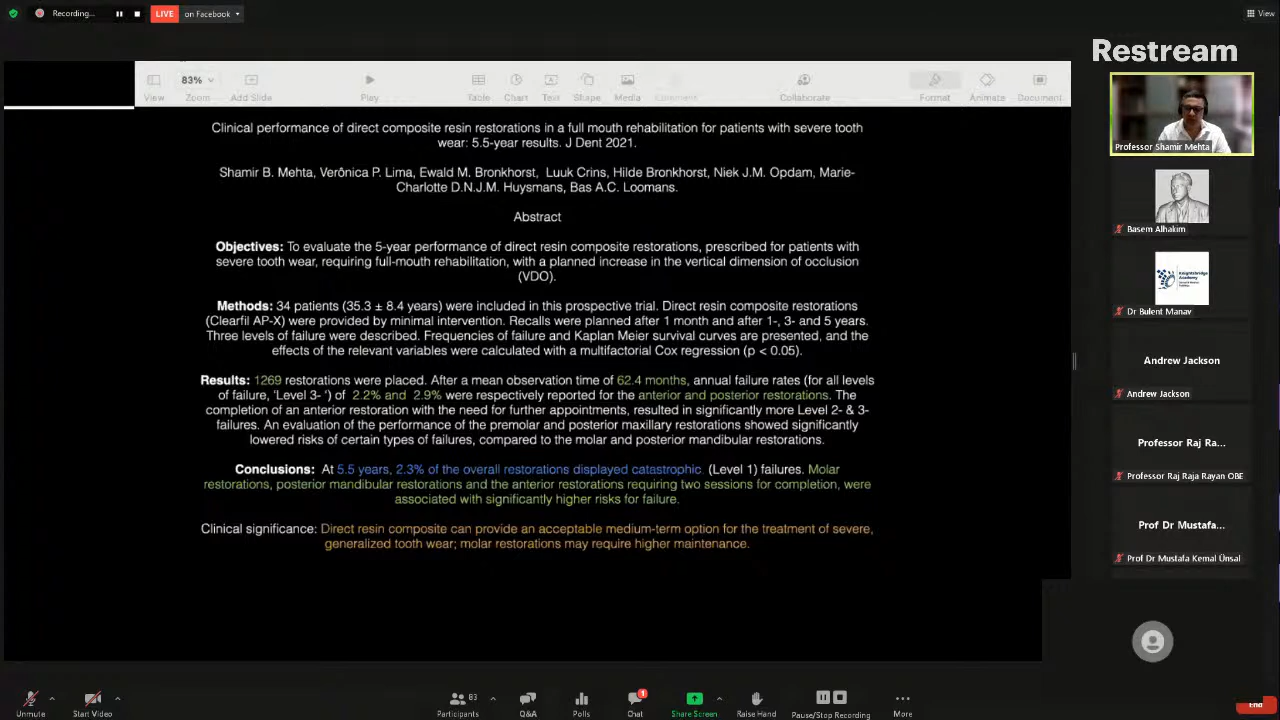 Recording...
LIVE
on Facebook
View
Restream
83%
View
Zoom
Add Slide
Play
Table
Chart
Text
Shape
Media
Comment
Collaborate
Format
Animate
Document
Clinical performance of direct composite resin restorations in a full mouth rehabilitation for patients with severe tooth
wear: 5.5-year results. J Dent 2021.
Shamir B. Mehta, Verônica P. Lima, Ewald M. Bronkhorst, Luuk Crins, Hilde Bronkhorst, Niek J.M. Opdam, Marie-
Charlotte D.N.J.M. Huysmans, Bas A.C. Loomans.
Abstract
Objectives: To evaluate the 5-year performance of direct resin composite restorations, prescribed for patients with
severe tooth wear, requiring full-mouth rehabilitation, with a planned increase in the vertical dimension of occlusion
(VDO).
Methods: 34 patients (35.3 ± 8.4 years) were included in this prospective trial. Direct resin composite restorations
(Clearfil AP-X) were provided by minimal intervention. Recalls were planned after 1 month and after 1-, 3- and 5 years.
Three levels of failure were described. Frequencies of failure and Kaplan Meier survival curves are presented, and the
effects of the relevant variables were calculated with a multifactorial Cox regression (p < 0.05).
Results: 1269 restorations were placed. After a mean observation time of 62.4 months, annual failure rates (for all levels
of failure, 'Level 3- ') of 2.2% and 2.9% were respectively reported for the anterior and posterior restorations. The
completion of an anterior restoration with the need for further appointments, resulted in significantly more Level 2- & 3-
failures. An evaluation of the performance of the premolar and posterior maxillary restorations showed significantly
lowered risks of certain types of failures, compared to the molar and posterior mandibular restorations.
Conclusions: At 5.5 years, 2.3% of the overall restorations displayed catastrophic. (Level 1) failures. Molar
restorations, posterior mandibular restorations and the anterior restorations requiring two sessions for completion, were
associated with significantly higher risks for failure.
Clinical significance: Direct resin composite can provide an acceptable medium-term option for the treatment of severe,
generalized tooth wear; molar restorations may require higher maintenance.
Professor Shamir Mehta
Basem Alhakim
Knightsbridge
Academy
Dr Bulent Manav
Andrew Jackson
Andrew Jackson
Professor Raj Ra...
Professor Raj Raja Rayan OBE
Prof Dr Mustafa...
Prof Dr Mustafa Kemal Ünsal
Unmute
Start Video
83
Participants
Q&A
Polls
1
Chat
Share Screen
Raise Hand
Pause/Stop Recording
More
End